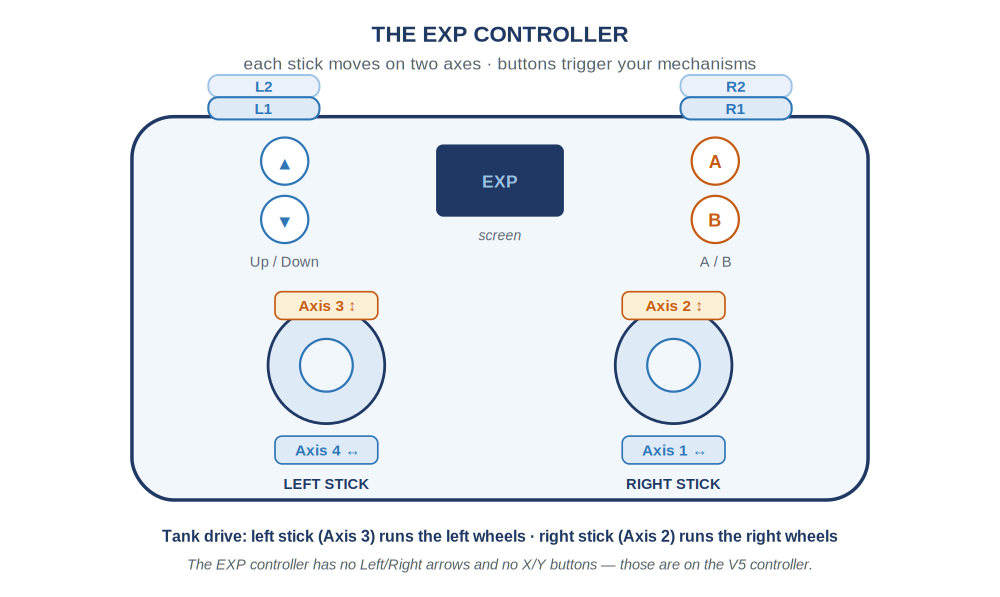 THE EXP CONTROLLER
each stick moves on two axes · buttons trigger your mechanisms
L2
R2
L1
R1
▲
A
EXP
▼
B
screen
Up / Down
A / B
Axis 3 ↕
Axis 2 ↕
Axis 4 ↔
Axis 1 ↔
LEFT STICK
RIGHT STICK
Tank drive: left stick (Axis 3) runs the left wheels · right stick (Axis 2) runs the right wheels
The EXP controller has no Left/Right arrows and no X/Y buttons — those are on the V5 controller.